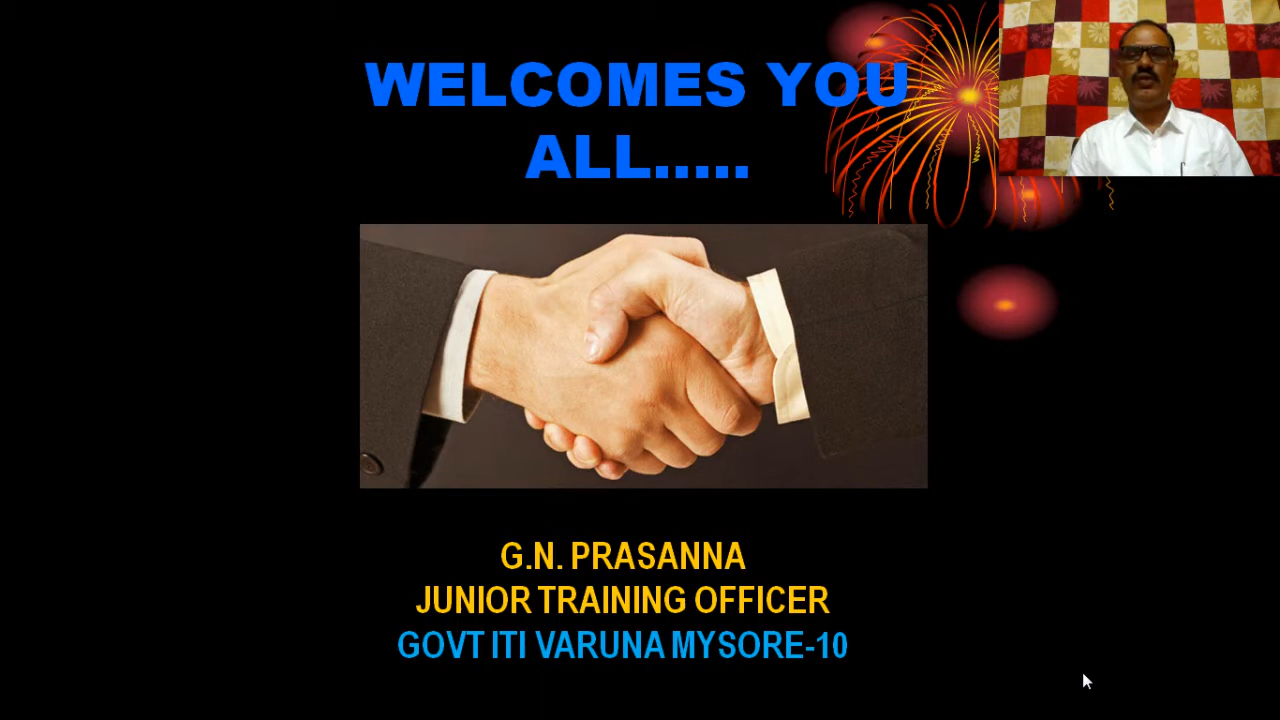 WELCOMES YOU
ALL.....
G.N. PRASANNA
JUNIOR TRAINING OFFICER
GOVT ITI VARUNA MYSORE-10